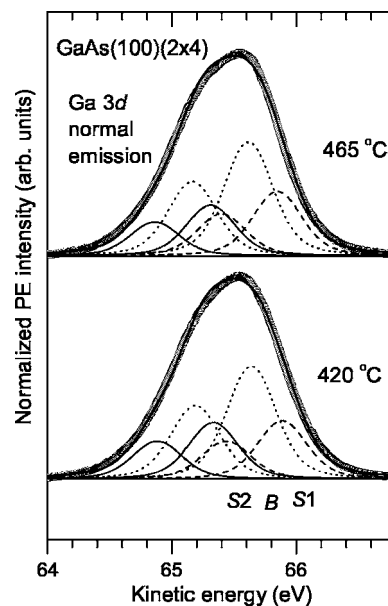 GaAs(100)(2x4)
Ga 3d
normal
emission
465 °C
420 °C
S2 B S1
64 65 66
Kinetic energy (eV)
Normalized PE intensity (arb. units)